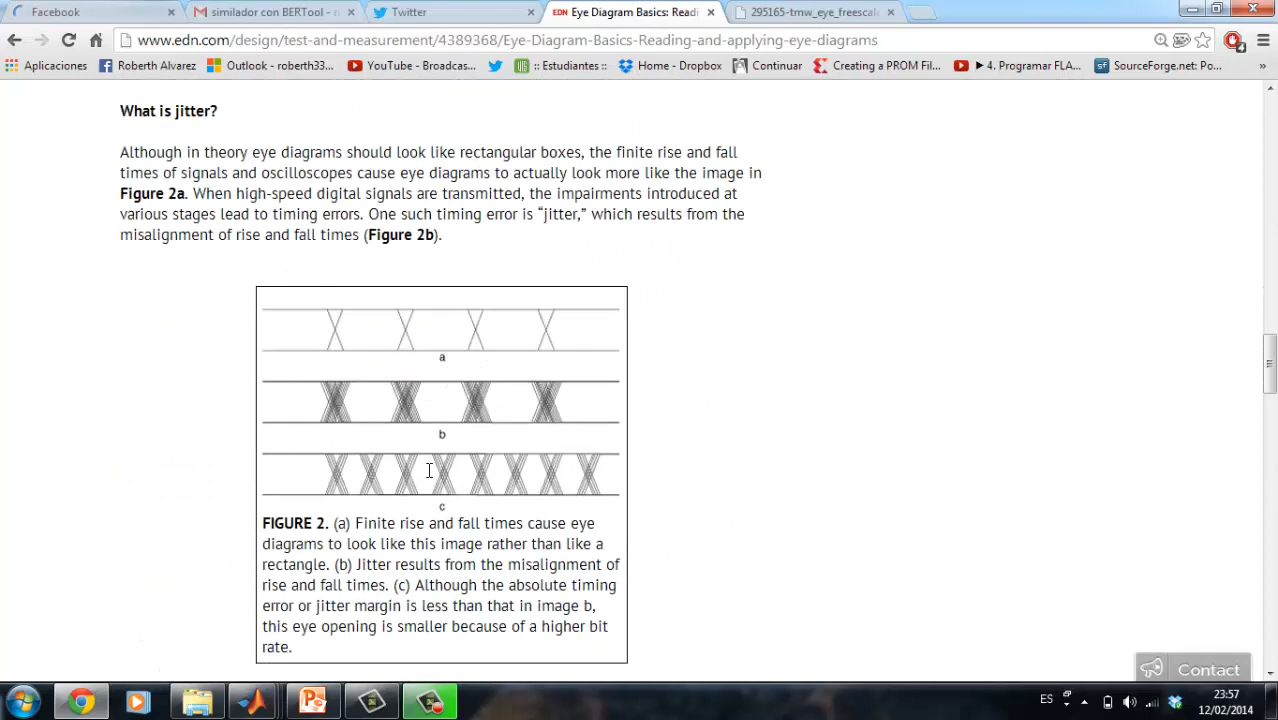 Facebook
similador con BERTool - n
Twitter
EDN Eye Diagram Basics: Readi
295165-tmw_eye_freescale
www.edn.com/design/test-and-measurement/4389368/Eye-Diagram-Basics-Reading-and-applying-eye-diagrams
4
Aplicaciones
Roberth Alvarez
Outlook - roberth33...
YouTube - Broadcas...
:: Estudiantes ::
Home - Dropbox
Continuar
Creating a PROM Fil...
4. Programar FLA...
SourceForge.net: Po...
»
What is jitter?
Although in theory eye diagrams should look like rectangular boxes, the finite rise and fall
times of signals and oscilloscopes cause eye diagrams to actually look more like the image in
Figure 2a. When high-speed digital signals are transmitted, the impairments introduced at
various stages lead to timing errors. One such timing error is “jitter,” which results from the
misalignment of rise and fall times (Figure 2b).
a
b
c
FIGURE 2. (a) Finite rise and fall times cause eye
diagrams to look like this image rather than like a
rectangle. (b) Jitter results from the misalignment of
rise and fall times. (c) Although the absolute timing
error or jitter margin is less than that in image b,
this eye opening is smaller because of a higher bit
rate.
Contact
ES
23:57
12/02/2014